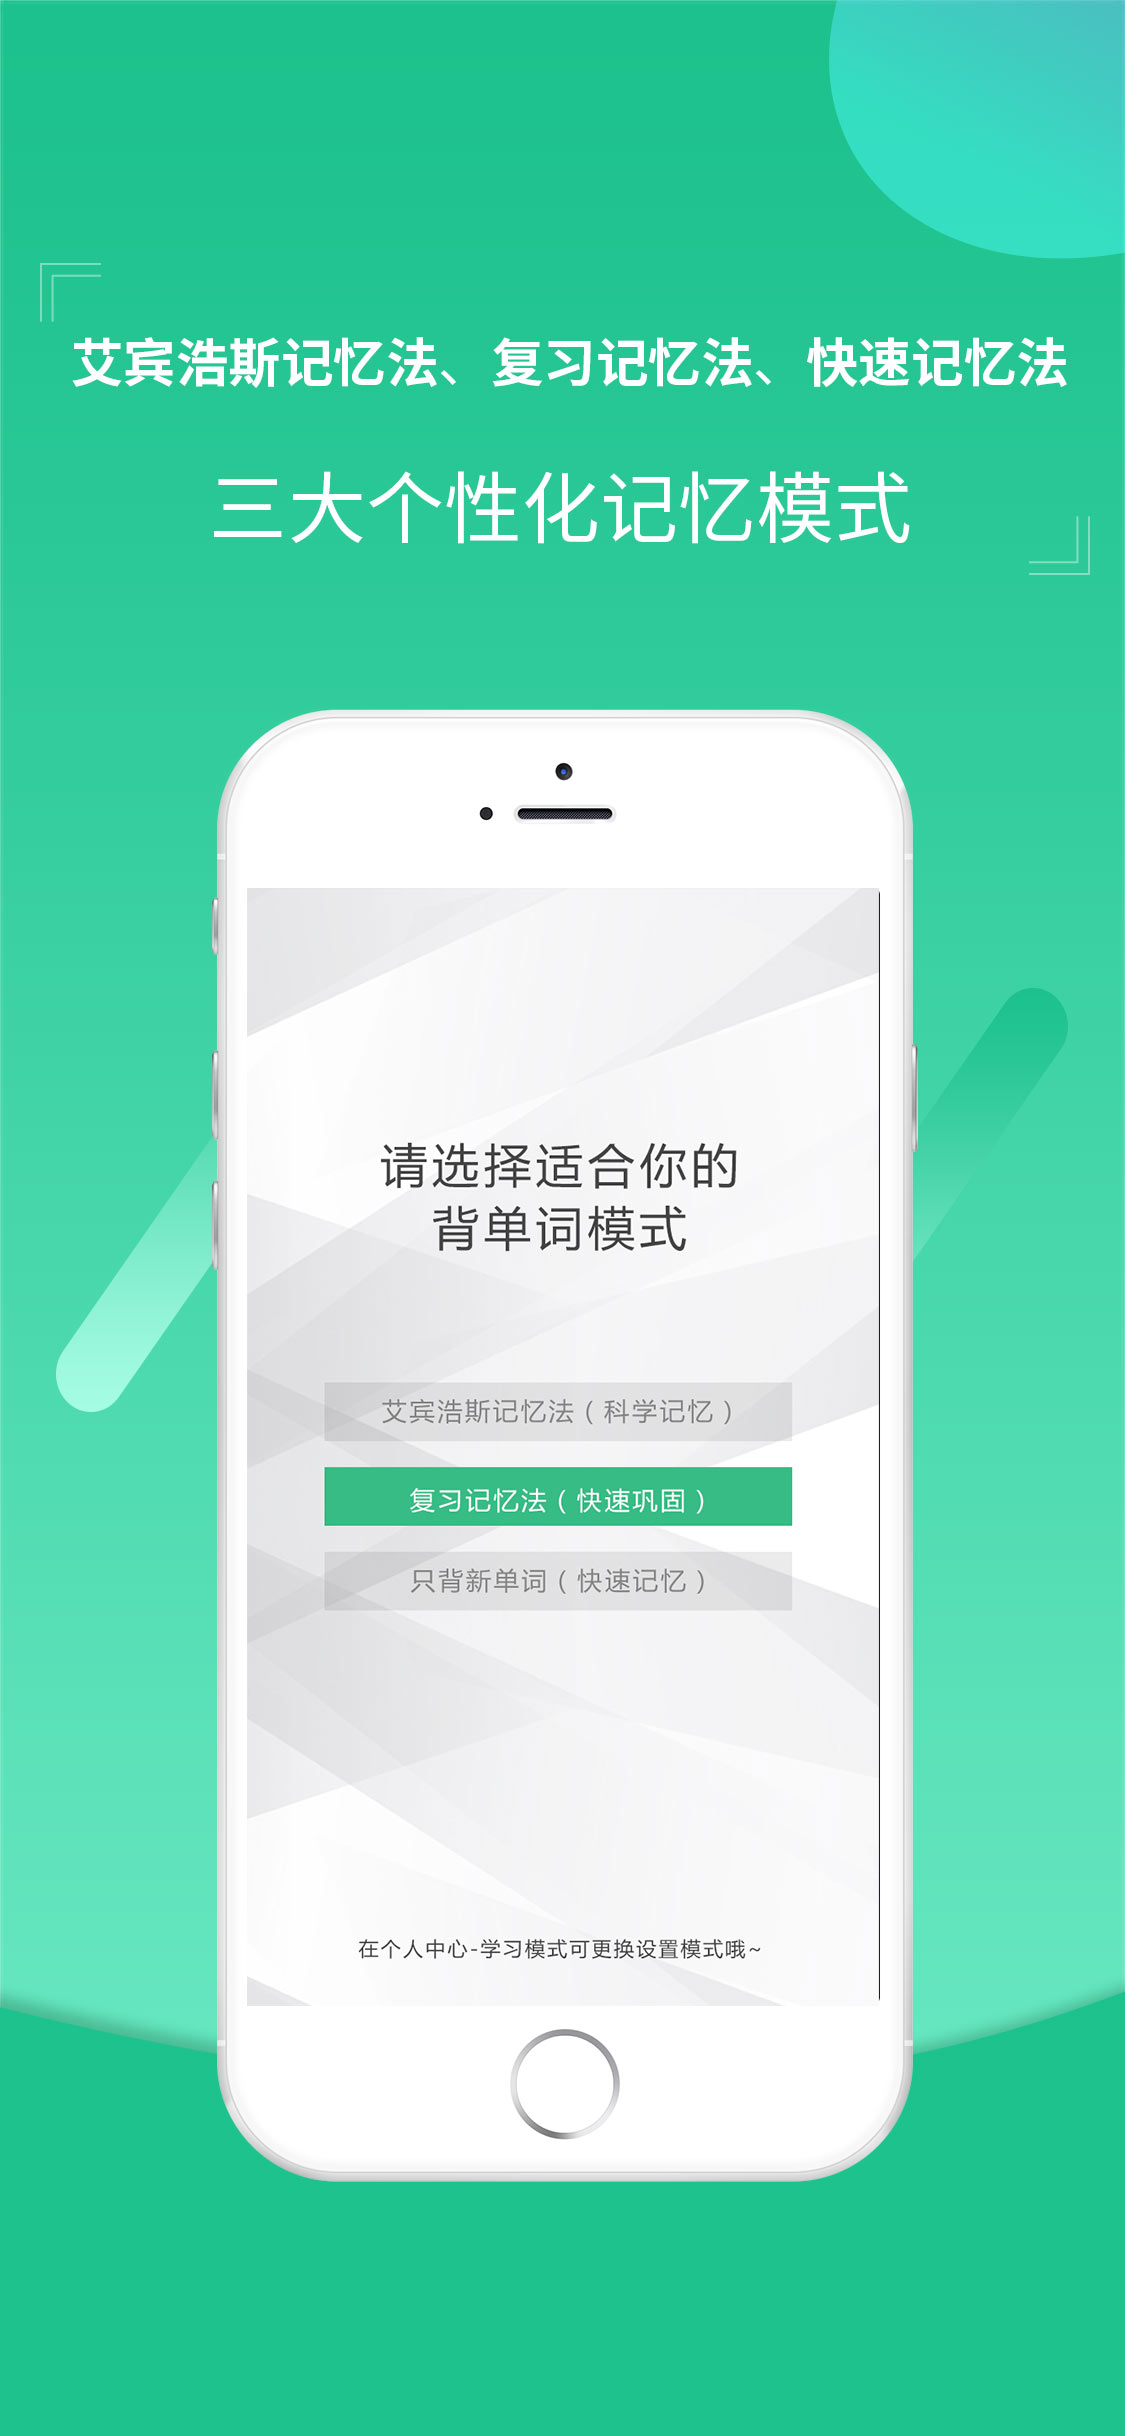 艾宾浩斯记忆法、复习记忆法、快速记忆法
三大个性化记忆模式
请选择适合你的
背单词模式
艾宾浩斯记忆法（科学记忆）
复习记忆法（快速巩固）
只背新单词（快速记忆）
在个人中心-学习模式可更换设置模式哦~